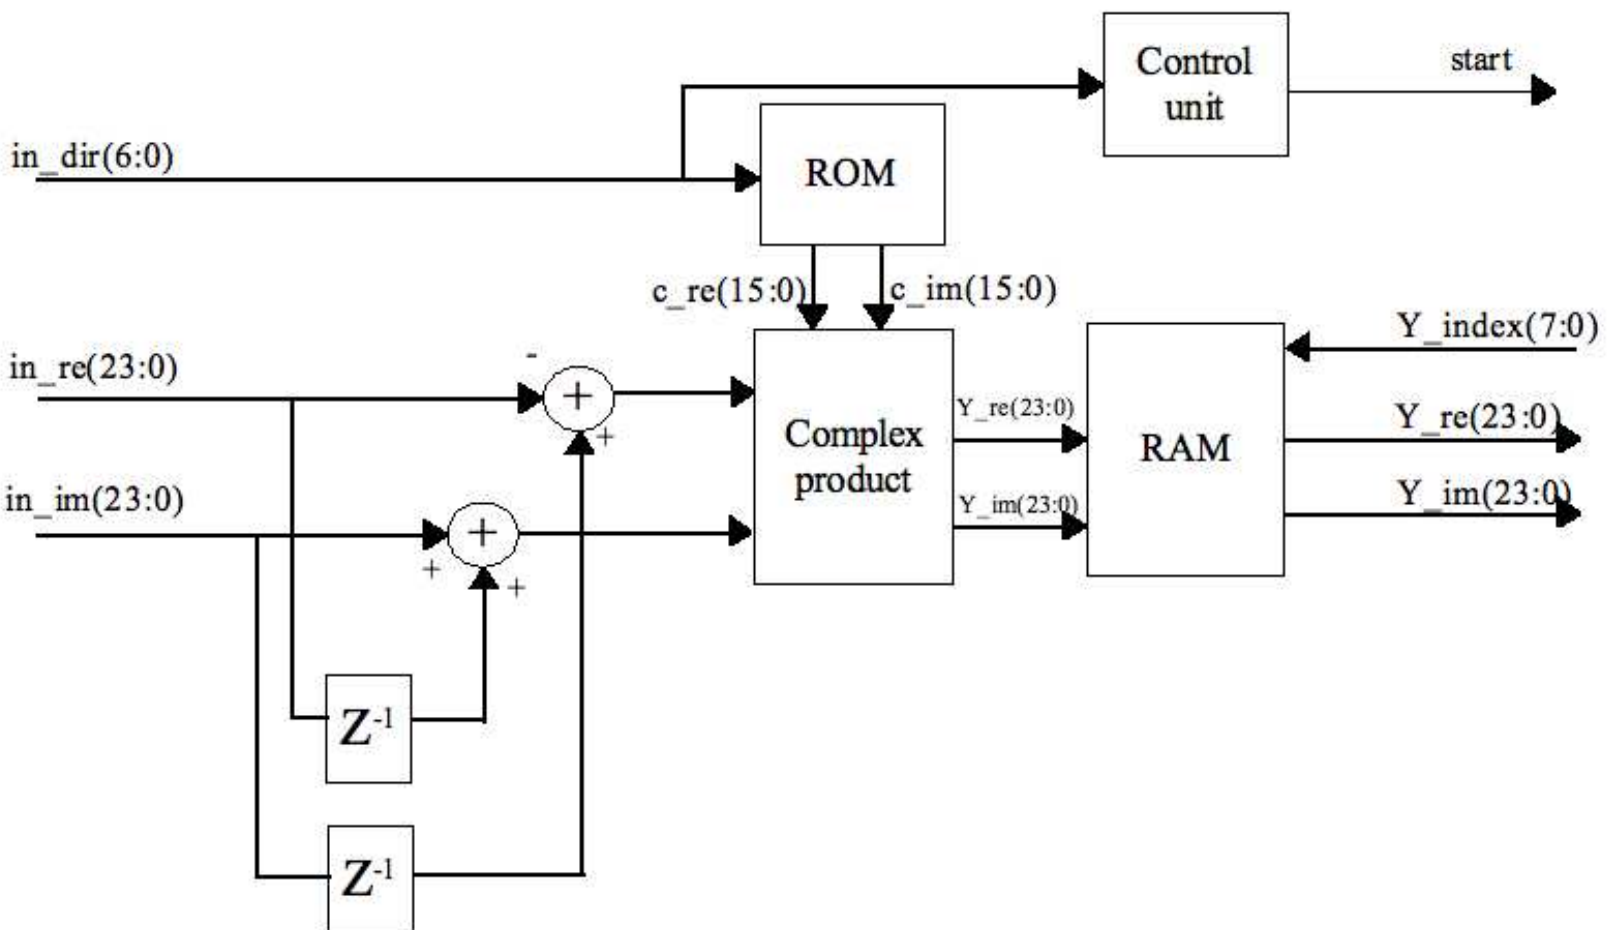 Control
unit
start
in_dir(6:0)
ROM
c_re(15:0)
c_im(15:0)
Y_index(7:0)
in_re(23:0)
-
+
+
Complex
product
Y_re(23:0)
RAM
Y_re(23:0)
in_im(23:0)
+
+
+
Y_im(23:0)
Y_im(23:0)
Z-1
Z-1